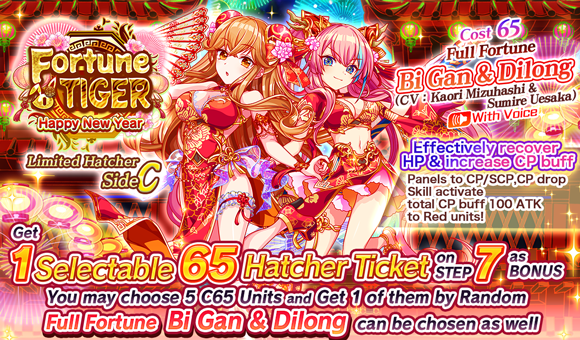 Fortune
TIGER
Happy New Year
Limited Hatcher
Side C
Cost 65
Full Fortune
Bi Gan & Dilong
(CV : Kaori Mizuhashi &
Sumire Uesaka)
With Voice
Effectively recover
HP & increase CP buff
Panels to CP/SCP,CP drop
Skill activate
total CP buff 100 ATK
to Red units!
Get
1 Selectable 65 Hatcher Ticket on STEP 7 as BONUS
You may choose 5 C65 Units and Get 1 of them by Random
Full Fortune Bi Gan & Dilong can be chosen as well